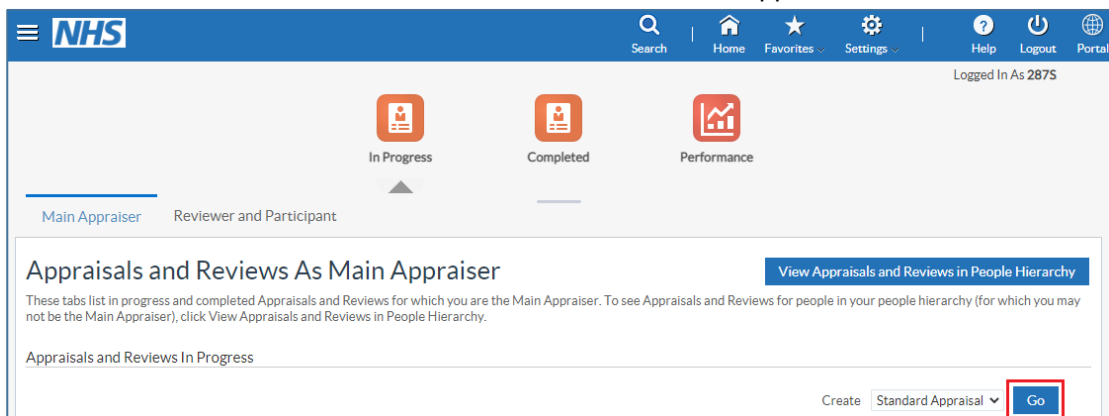 NHS
Search
Home
Favorites
Settings
Help
Logout
Portal
Logged In As 287S
In Progress
Completed
Performance
Main Appraiser
Reviewer and Participant
Appraisals and Reviews As Main Appraiser
View Appraisals and Reviews in People Hierarchy
These tabs list in progress and completed Appraisals and Reviews for which you are the Main Appraiser. To see Appraisals and Reviews for people in your people hierarchy (for which you may
not be the Main Appraiser), click View Appraisals and Reviews in People Hierarchy.
Appraisals and Reviews In Progress
Create Standard Appraisal Go